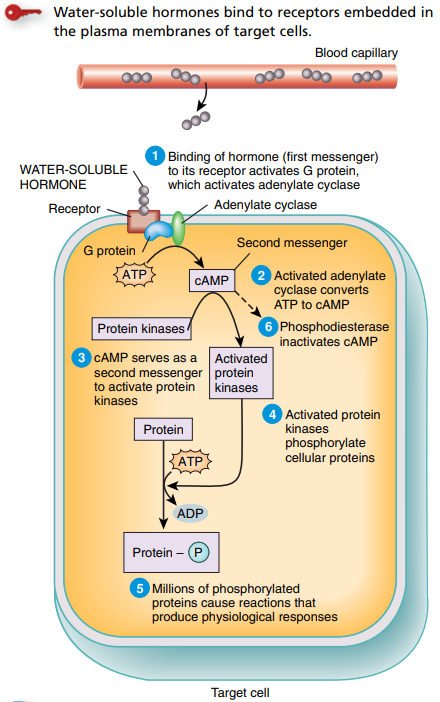 Water-soluble hormones bind to receptors embedded in
the plasma membranes of target cells.
Blood capillary
1 Binding of hormone (first messenger)
to its receptor activates G protein,
which activates adenylate cyclase
WATER-SOLUBLE
HORMONE
Receptor
Adenylate cyclase
G protein
Second messenger
ATP
cAMP
2 Activated adenylate
cyclase converts
ATP to cAMP
Protein kinases
6 Phosphodiesterase
inactivates cAMP
3 cAMP serves as a
second messenger
to activate protein
kinases
Activated
protein
kinases
4 Activated protein
kinases
phosphorylate
cellular proteins
Protein
ATP
ADP
Protein – P
5 Millions of phosphorylated
proteins cause reactions that
produce physiological responses
Target cell